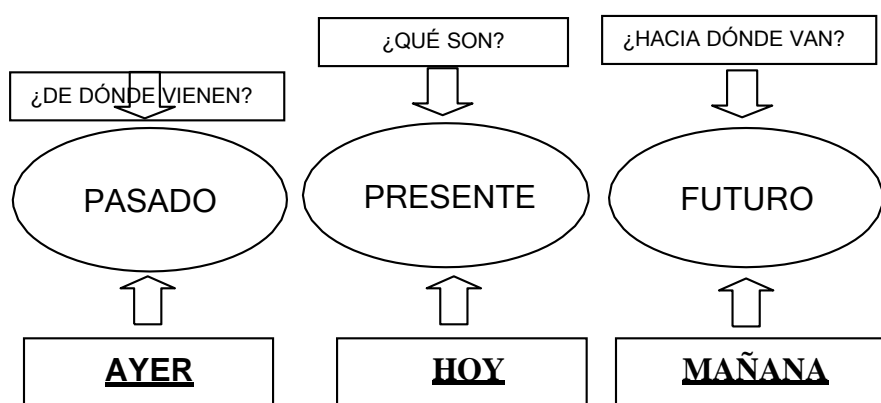 ¿QUÉ SON?
¿HACIA DÓNDE VAN?
¿DE DÓNDE VIENEN?
PASADO
PRESENTE
FUTURO
AYER
HOY
MAÑANA